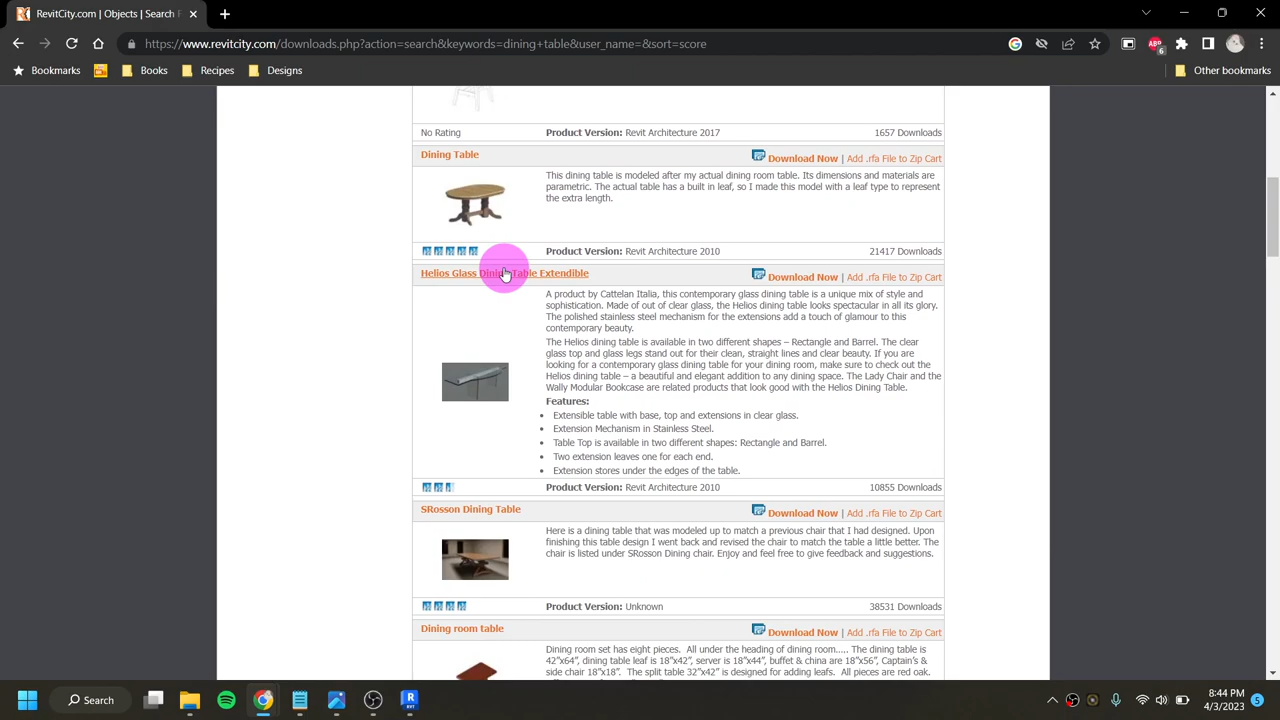 RevitCity.com | Objects | Search F
https://www.revitcity.com/downloads.php?action=search&keywords=dining+table&user_name=&sort=score
6
Bookmarks
Books
Recipes
Designs
Other bookmarks
No Rating
Product Version: Revit Architecture 2017
1657 Downloads
Dining Table
Download Now | Add .rfa File to Zip Cart
This dining table is modeled after my actual dining room table. Its dimensions and materials are
parametric. The actual table has a built in leaf, so I made this model with a leaf type to represent
the extra length.
Product Version: Revit Architecture 2010
21417 Downloads
Helios Glass Dining Table Extendible
Download Now | Add .rfa File to Zip Cart
A product by Cattelan Italia, this contemporary glass dining table is a unique mix of style and
sophistication. Made of out of clear glass, the Helios dining table looks spectacular in all its glory.
The polished stainless steel mechanism for the extensions add a touch of glamour to this
contemporary beauty.
The Helios dining table is available in two different shapes – Rectangle and Barrel. The clear
glass top and glass legs stand out for their clean, straight lines and clear beauty. If you are
looking for a contemporary glass dining table for your dining room, make sure to check out the
Helios dining table – a beautiful and elegant addition to any dining space. The Lady Chair and the
Wally Modular Bookcase are related products that look good with the Helios Dining Table.
Features:
• Extensible table with base, top and extensions in clear glass.
• Extension Mechanism in Stainless Steel.
• Table Top is available in two different shapes: Rectangle and Barrel.
• Two extension leaves one for each end.
• Extension stores under the edges of the table.
Product Version: Revit Architecture 2010
10855 Downloads
SRosson Dining Table
Download Now | Add .rfa File to Zip Cart
Here is a dining table that was modeled up to match a previous chair that I had designed. Upon
finishing this table design I went back and revised the chair to match the table a little better. The
chair is listed under SRosson Dining chair. Enjoy and feel free to give feedback and suggestions.
Product Version: Unknown
38531 Downloads
Dining room table
Download Now | Add .rfa File to Zip Cart
Dining room set has eight pieces. All under the heading of dining room..... The dining table is
42"x64", dining table leaf is 18"x42", server is 18"x44", buffet & china are 18"x56", Captain's &
side chair 18"x18". The split table 32"x42" is designed for adding leafs. All pieces are red oak.
Search
8:44 PM
4/3/2023
5